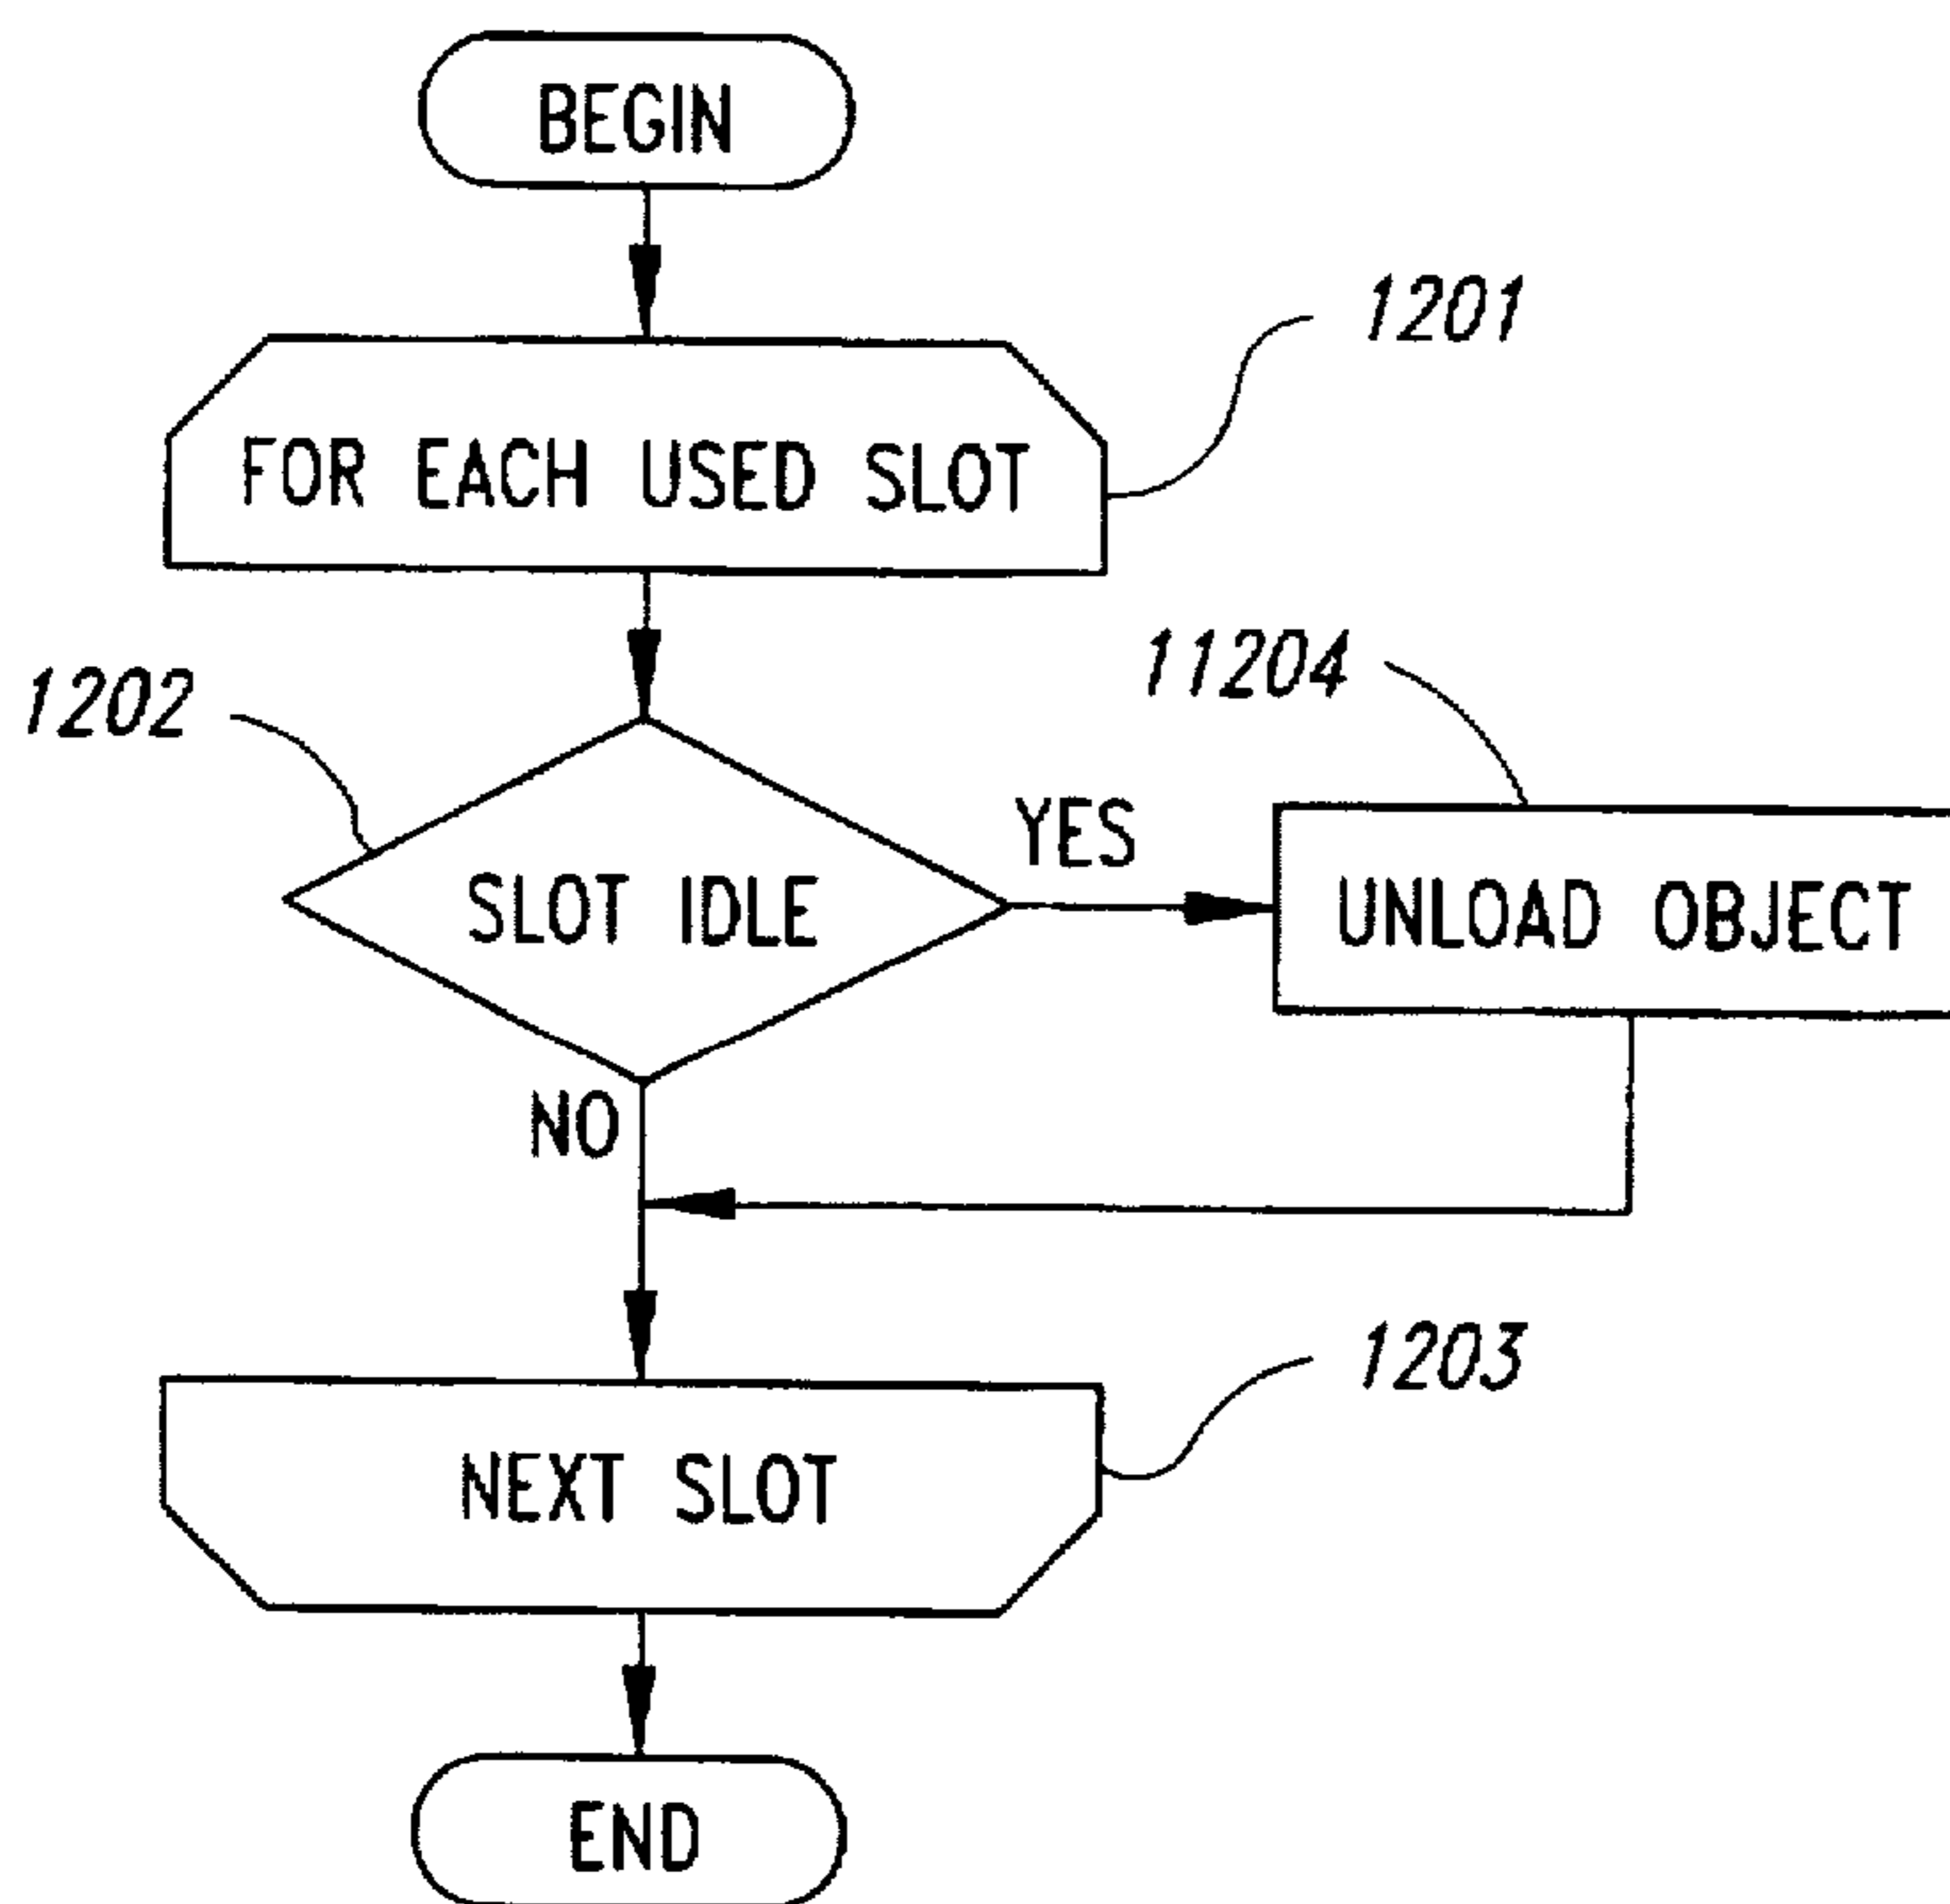 BEGIN
1201
FOR EACH USED SLOT
11204
1202
YES
SLOT IDLE
UNLOAD OBJECT
NO
1203
NEXT SLOT
END